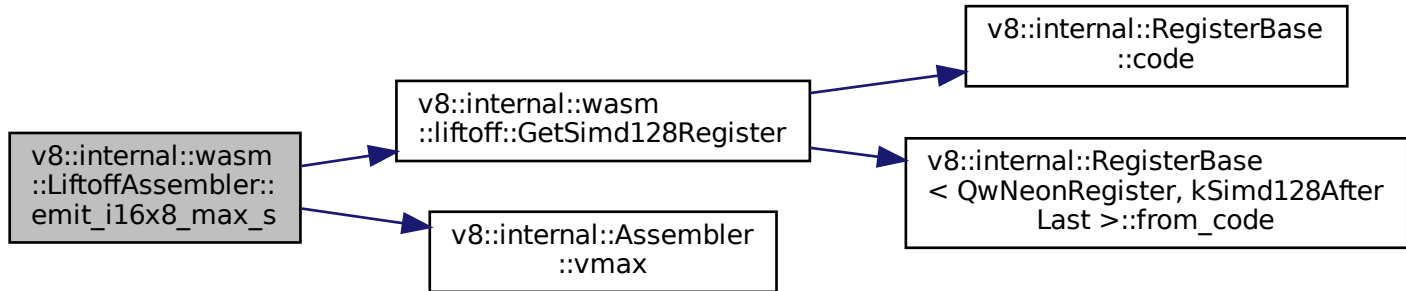 v8::internal::wasm
::LiftoffAssembler::
emit_i16x8_max_s
v8::internal::wasm
::liftoff::GetSimd128Register
v8::internal::Assembler
::vmax
v8::internal::RegisterBase
::code
v8::internal::RegisterBase
< QwNeonRegister, kSimd128After
Last >::from_code